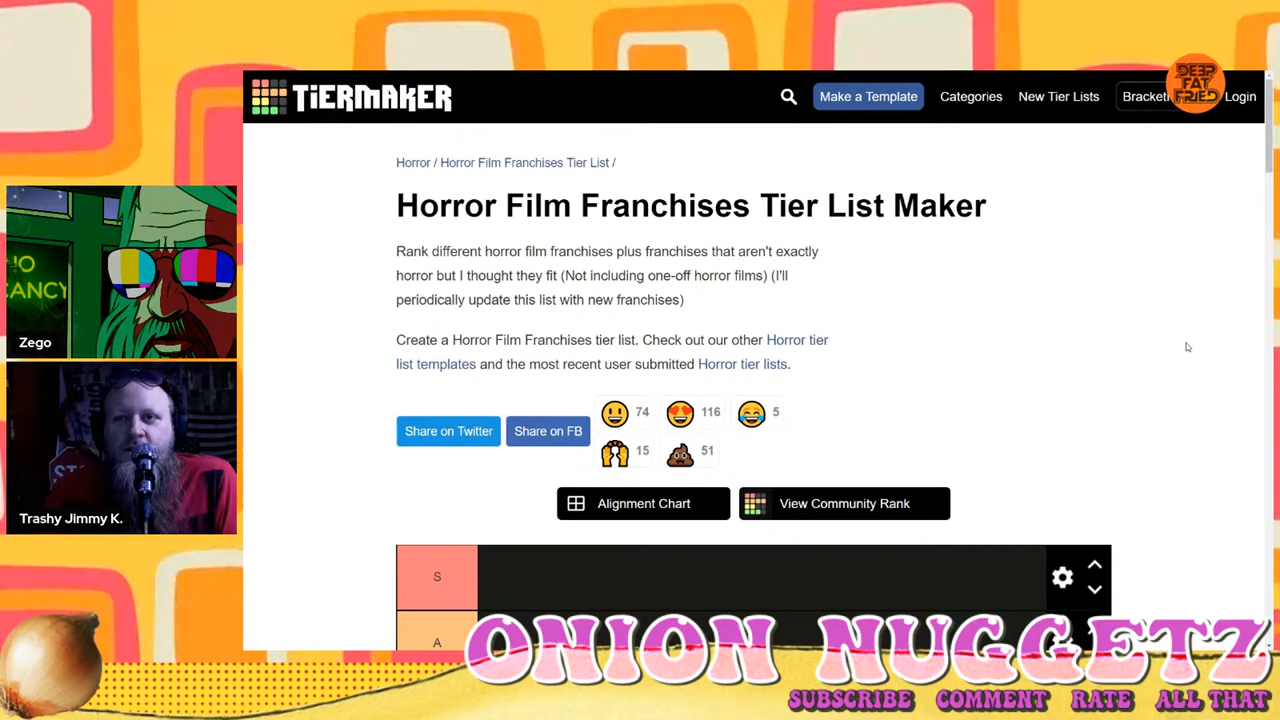 TiERMAKER
Make a Template
Categories
New Tier Lists
DEEP
FAT
FRIED
Login
Horror / Horror Film Franchises Tier List /
Horror Film Franchises Tier List Maker
Rank different horror film franchises plus franchises that aren't exactly
horror but I thought they fit (Not including one-off horror films) (I'll
periodically update this list with new franchises)
Create a Horror Film Franchises tier list. Check out our other Horror tier
list templates and the most recent user submitted Horror tier lists.
Share on Twitter
Share on FB
74
116
5
15
51
Alignment Chart
View Community Rank
S
A
Zego
Trashy Jimmy K.
ONION NUGGETZ
SUBSCRIBE COMMENT RATE ALL THAT